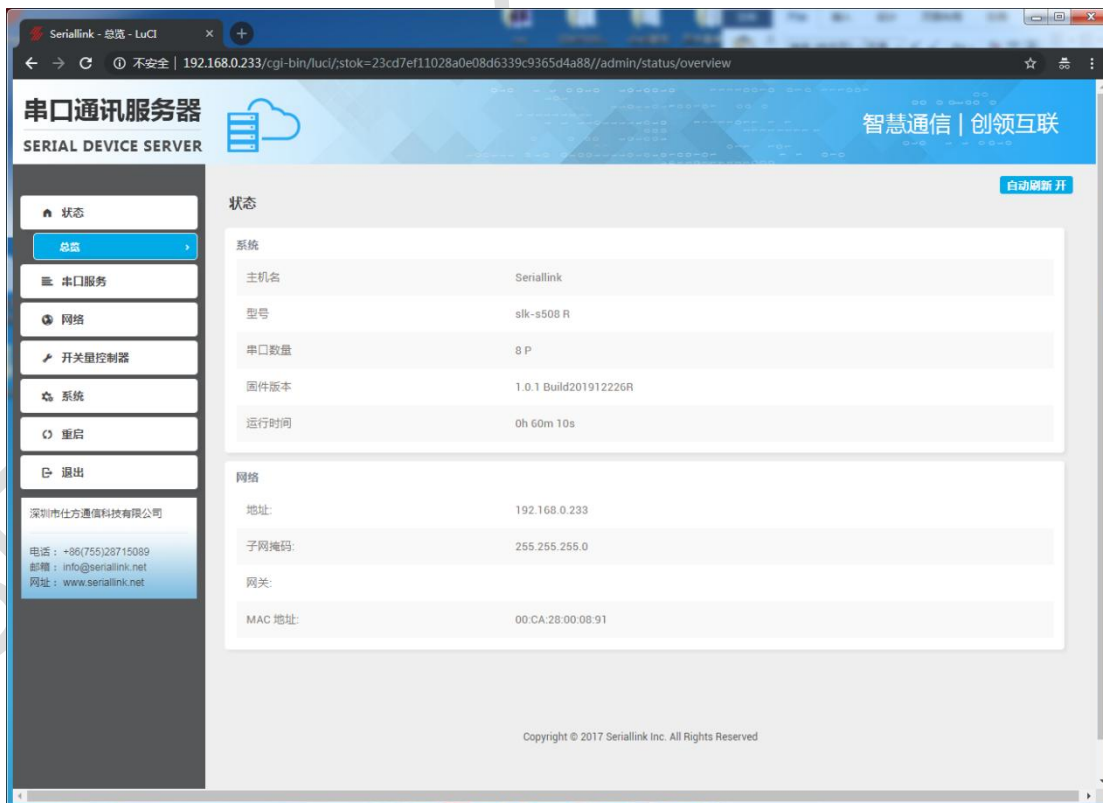 Seriallink - 总览 - LuCI
不安全 | 192.168.0.233/cgi-bin/luci/;stok=23cd7ef11028a0e08d6339c9365d4a88//admin/status/overview
串口通讯服务器
SERIAL DEVICE SERVER
智慧通信 | 创领互联
自动刷新 开
状态
总览
串口服务
网络
开关量控制器
系统
重启
退出
深圳市仕方通信科技有限公司
电话: +86(755)28715089
邮箱: info@seriallink.net
网址: www.seriallink.net
状态
系统
主机名 Seriallink
型号 slk-s508 R
串口数量 8 P
固件版本 1.0.1 Build201912226R
运行时间 0h 60m 10s
网络
地址: 192.168.0.233
子网掩码: 255.255.255.0
网关:
MAC 地址: 00:CA:28:00:08:91
Copyright © 2017 Seriallink Inc. All Rights Reserved